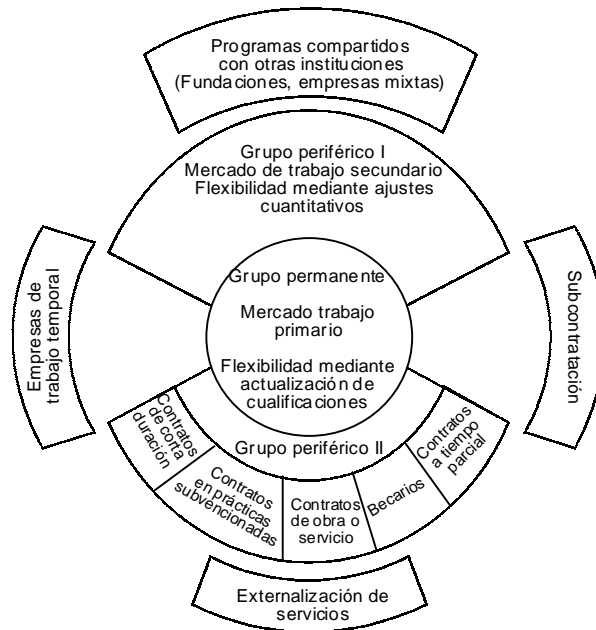 Programas compartidos
con otras instituciones
(Fundaciones, empresas mixtas)
Grupo periférico I
Mercado de trabajo secundario
Flexibilidad mediante ajustes
cuantitativos
Empresas de
trabajo temporal
Grupo permanente
Mercado trabajo
primario
Flexibilidad mediante
actualización de
cualificaciones
Subcontratación
Grupo periférico II
Contratos
de corta
duración
Contratos
en prácticas
subvencionadas
Contratos
de obra o
servicio
Becarios
Contratos
a tiempo
parcial
Externalización de
servicios